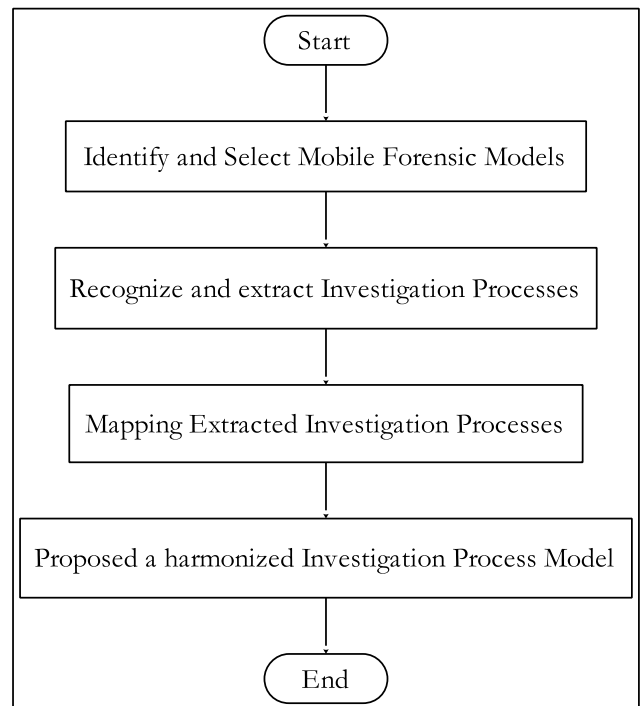 Start
Identify and Select Mobile Forensic Models
Recognize and extract Investigation Processes
Mapping Extracted Investigation Processes
Proposed a harmonized Investigation Process Model
End